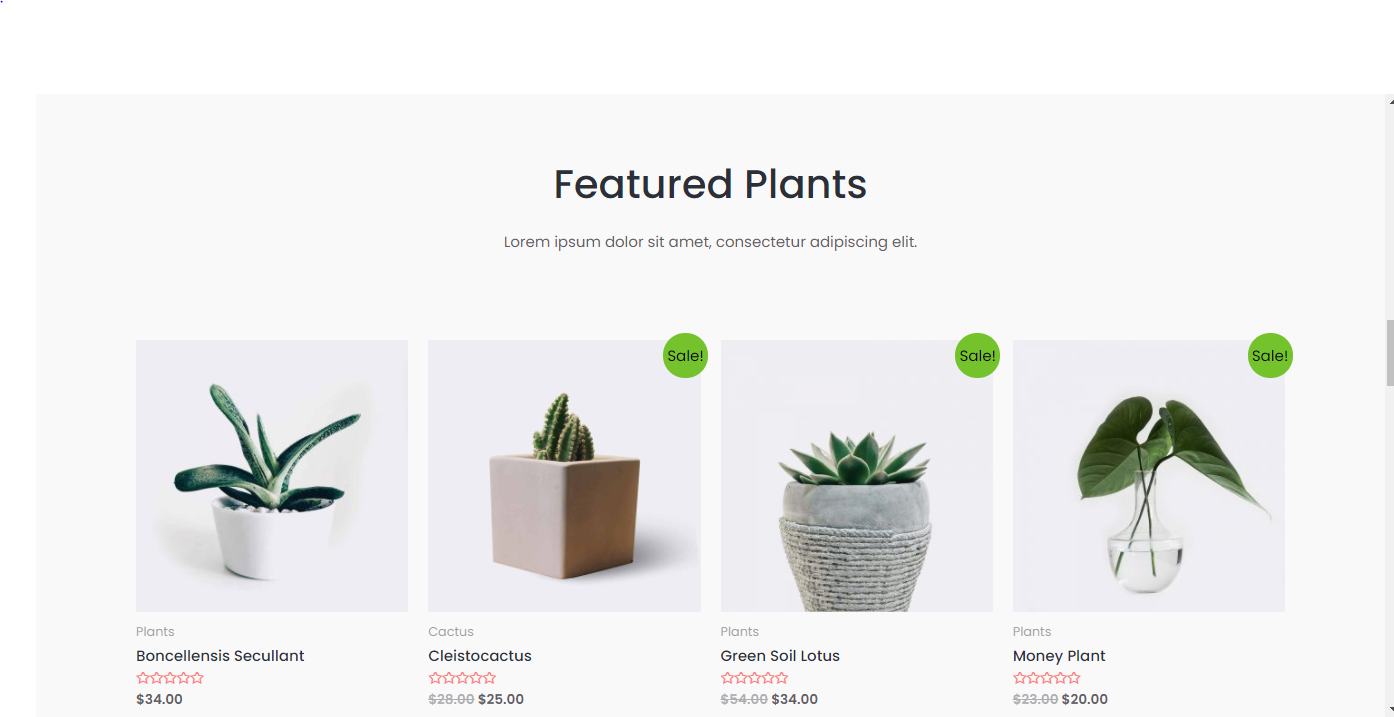 Featured Plants
Lorem ipsum dolor sit amet, consectetur adipiscing elit.
Sale! Sale! Sale!
Plants Cactus Plants Plants
Boncellensis Secullant Cleistocactus Green Soil Lotus Money Plant
$34.00 $28.00 $25.00 $54.00 $34.00 $23.00 $20.00